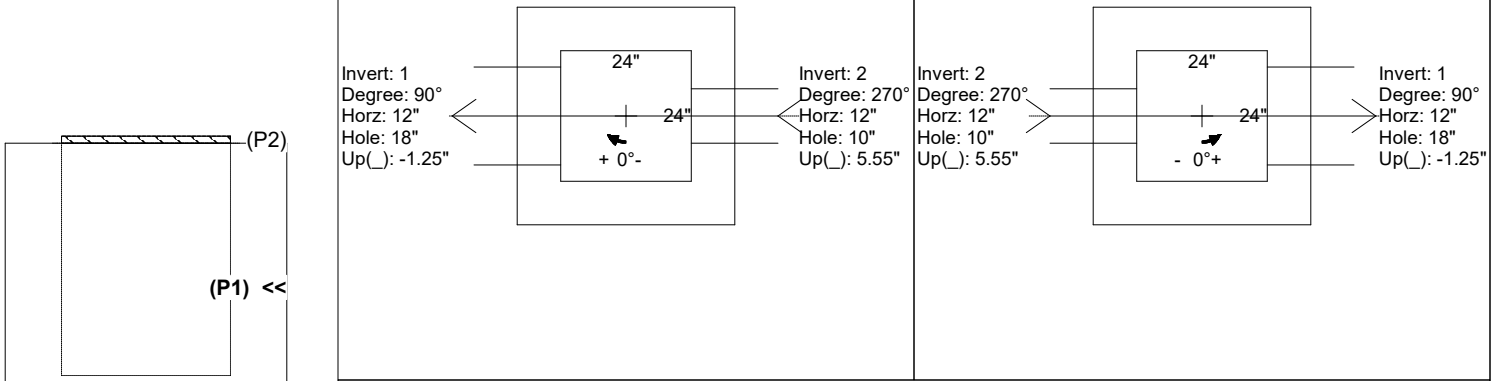 (P2)
(P1) <<
Invert: 1
Degree: 90°
Horz: 12"
Hole: 18"
Up(_): -1.25"
24"
24"
+ 0°-
Invert: 2
Degree: 270°
Horz: 12"
Hole: 10"
Up(_): 5.55"
Invert: 2
Degree: 270°
Horz: 12"
Hole: 10"
Up(_): 5.55"
24"
24"
- 0°+
Invert: 1
Degree: 90°
Horz: 12"
Hole: 18"
Up(_): -1.25"